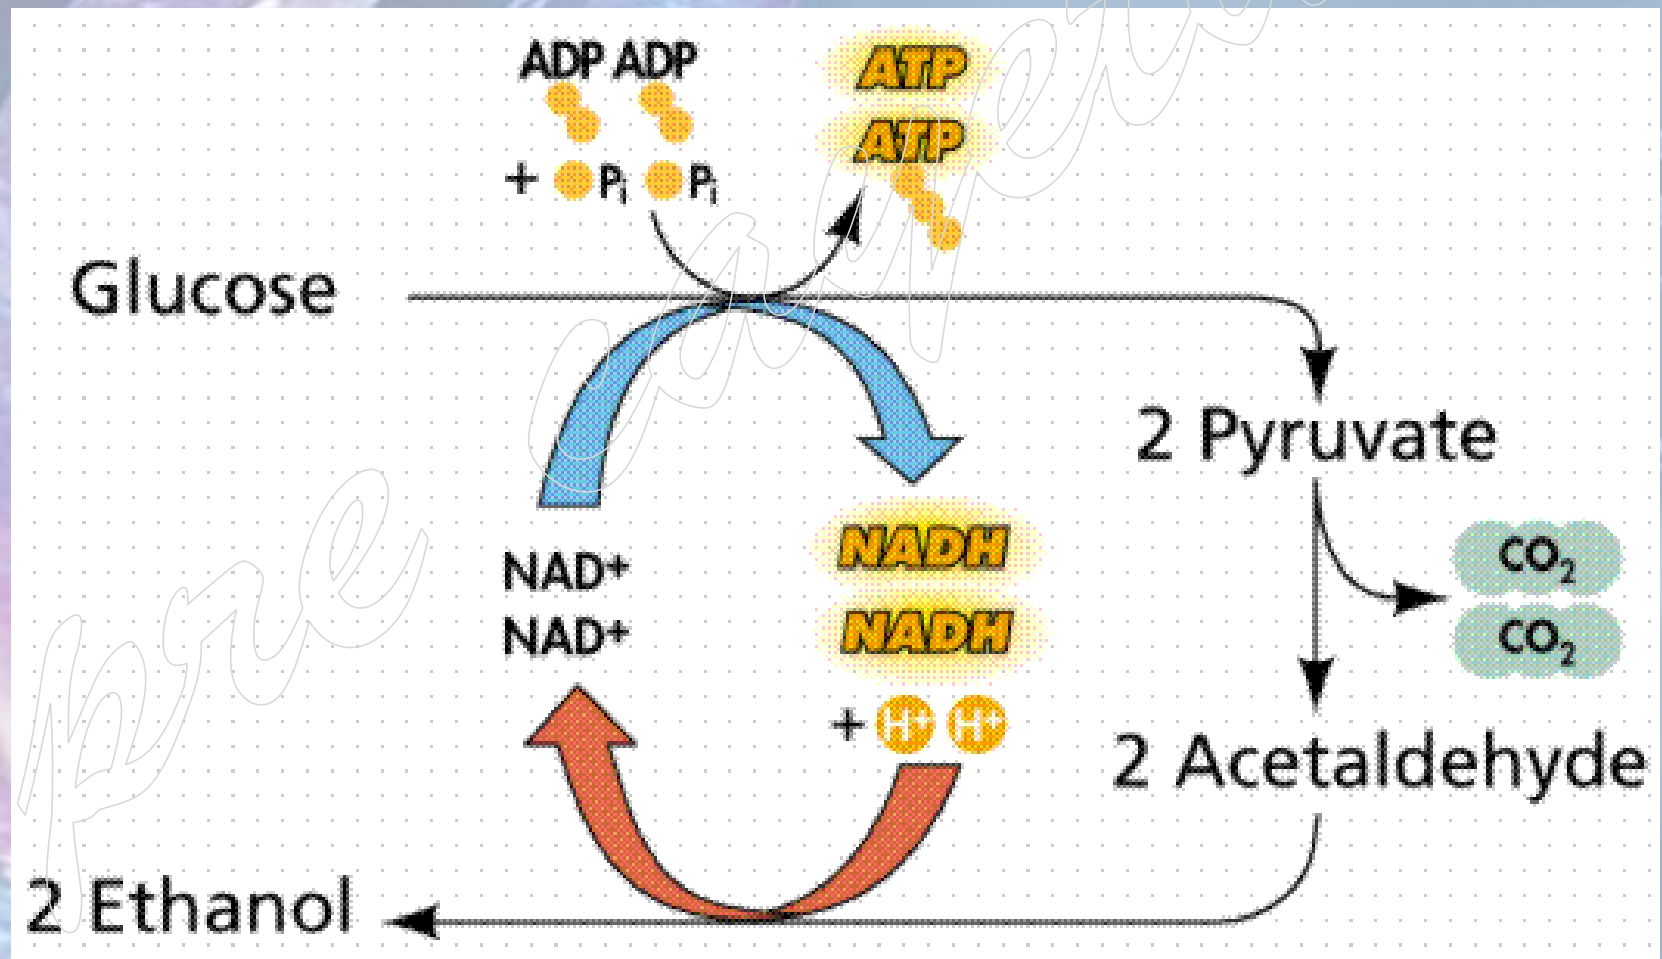 ADP ADP
+ Pi Pi
ATP
ATP
Glucose
2 Pyruvate
CO2
CO2
NAD+
NAD+
NADH
NADH
+ H+ H+
2 Acetaldehyde
2 Ethanol
pre